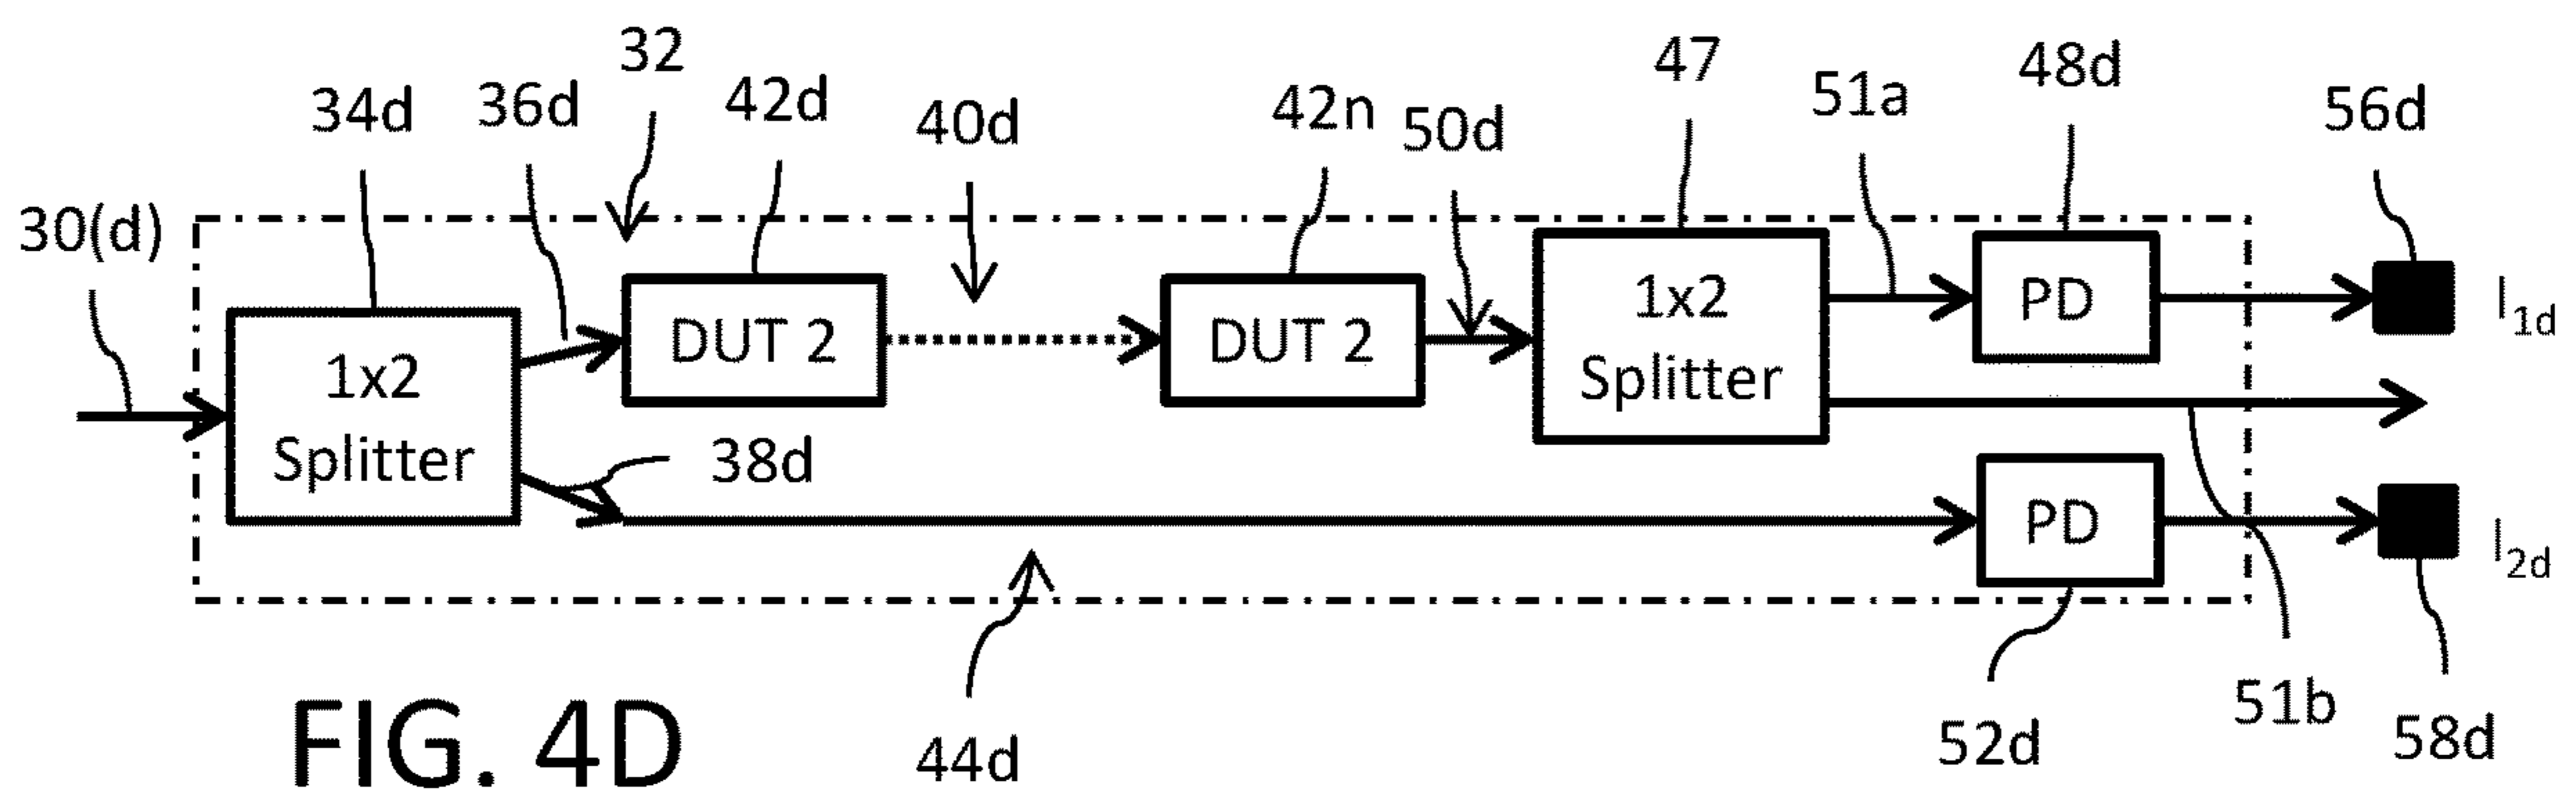 32
47
34d
36d
42d
40d
42n
50d
51a
48d
56d
30(d)
1x2
Splitter
DUT 2
DUT 2
1x2
Splitter
PD
I1d
38d
PD
I2d
44d
52d
51b
58d
FIG. 4D